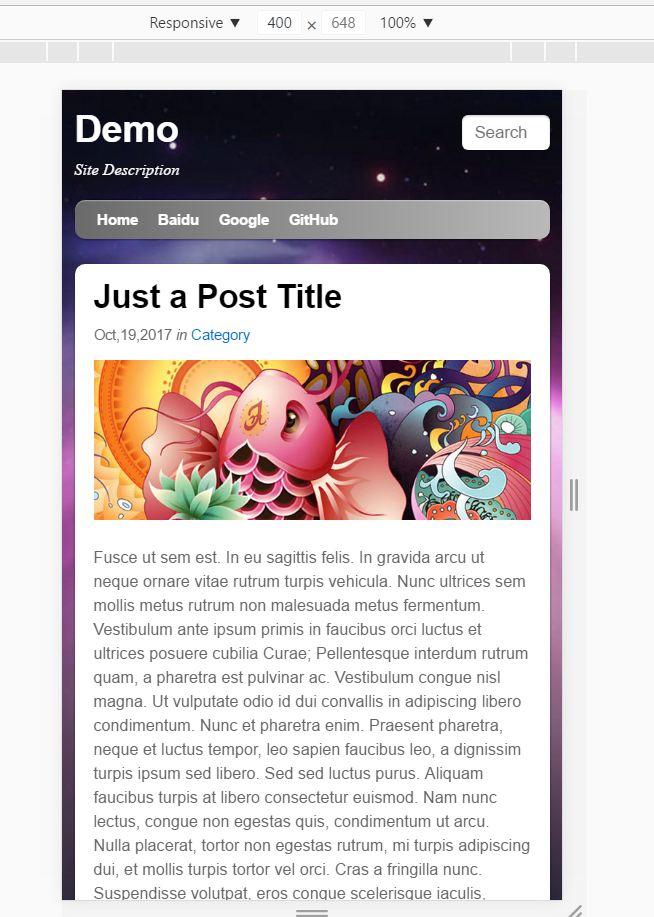 Responsive ▼ 400 × 648 100% ▼
Demo
Search
Site Description
Home Baidu Google GitHub
Just a Post Title
Oct,19,2017 in Category
A
Fusce ut sem est. In eu sagittis felis. In gravida arcu ut
neque ornare vitae rutrum turpis vehicula. Nunc ultrices sem
mollis metus rutrum non malesuada metus fermentum.
Vestibulum ante ipsum primis in faucibus orci luctus et
ultrices posuere cubilia Curae; Pellentesque interdum rutrum
quam, a pharetra est pulvinar ac. Vestibulum congue nisl
magna. Ut vulputate odio id dui convallis in adipiscing libero
condimentum. Nunc et pharetra enim. Praesent pharetra,
neque et luctus tempor, leo sapien faucibus leo, a dignissim
turpis ipsum sed libero. Sed sed luctus purus. Aliquam
faucibus turpis at libero consectetur euismod. Nam nunc
lectus, congue non egestas quis, condimentum ut arcu.
Nulla placerat, tortor non egestas rutrum, mi turpis adipiscing
dui, et mollis turpis tortor vel orci. Cras a fringilla nunc.
Suspendisse volutpat, eros congue scelerisque iaculis,